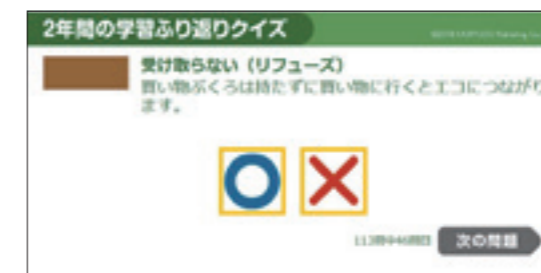 2年間の学習ふり返りクイズ
受け取らない（リフューズ）
買い物ぶくろは持たずに買い物に行くとエコにつながり
ます。
次の問題